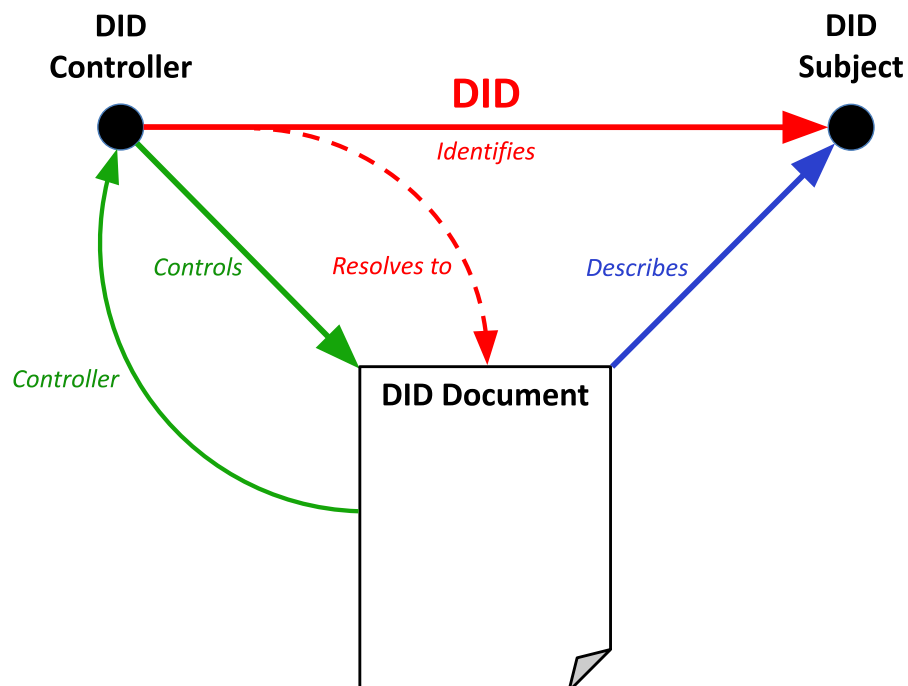 DID
Controller
DID
Subject
DID
Identifies
Controls
Resolves to
Describes
Controller
DID Document